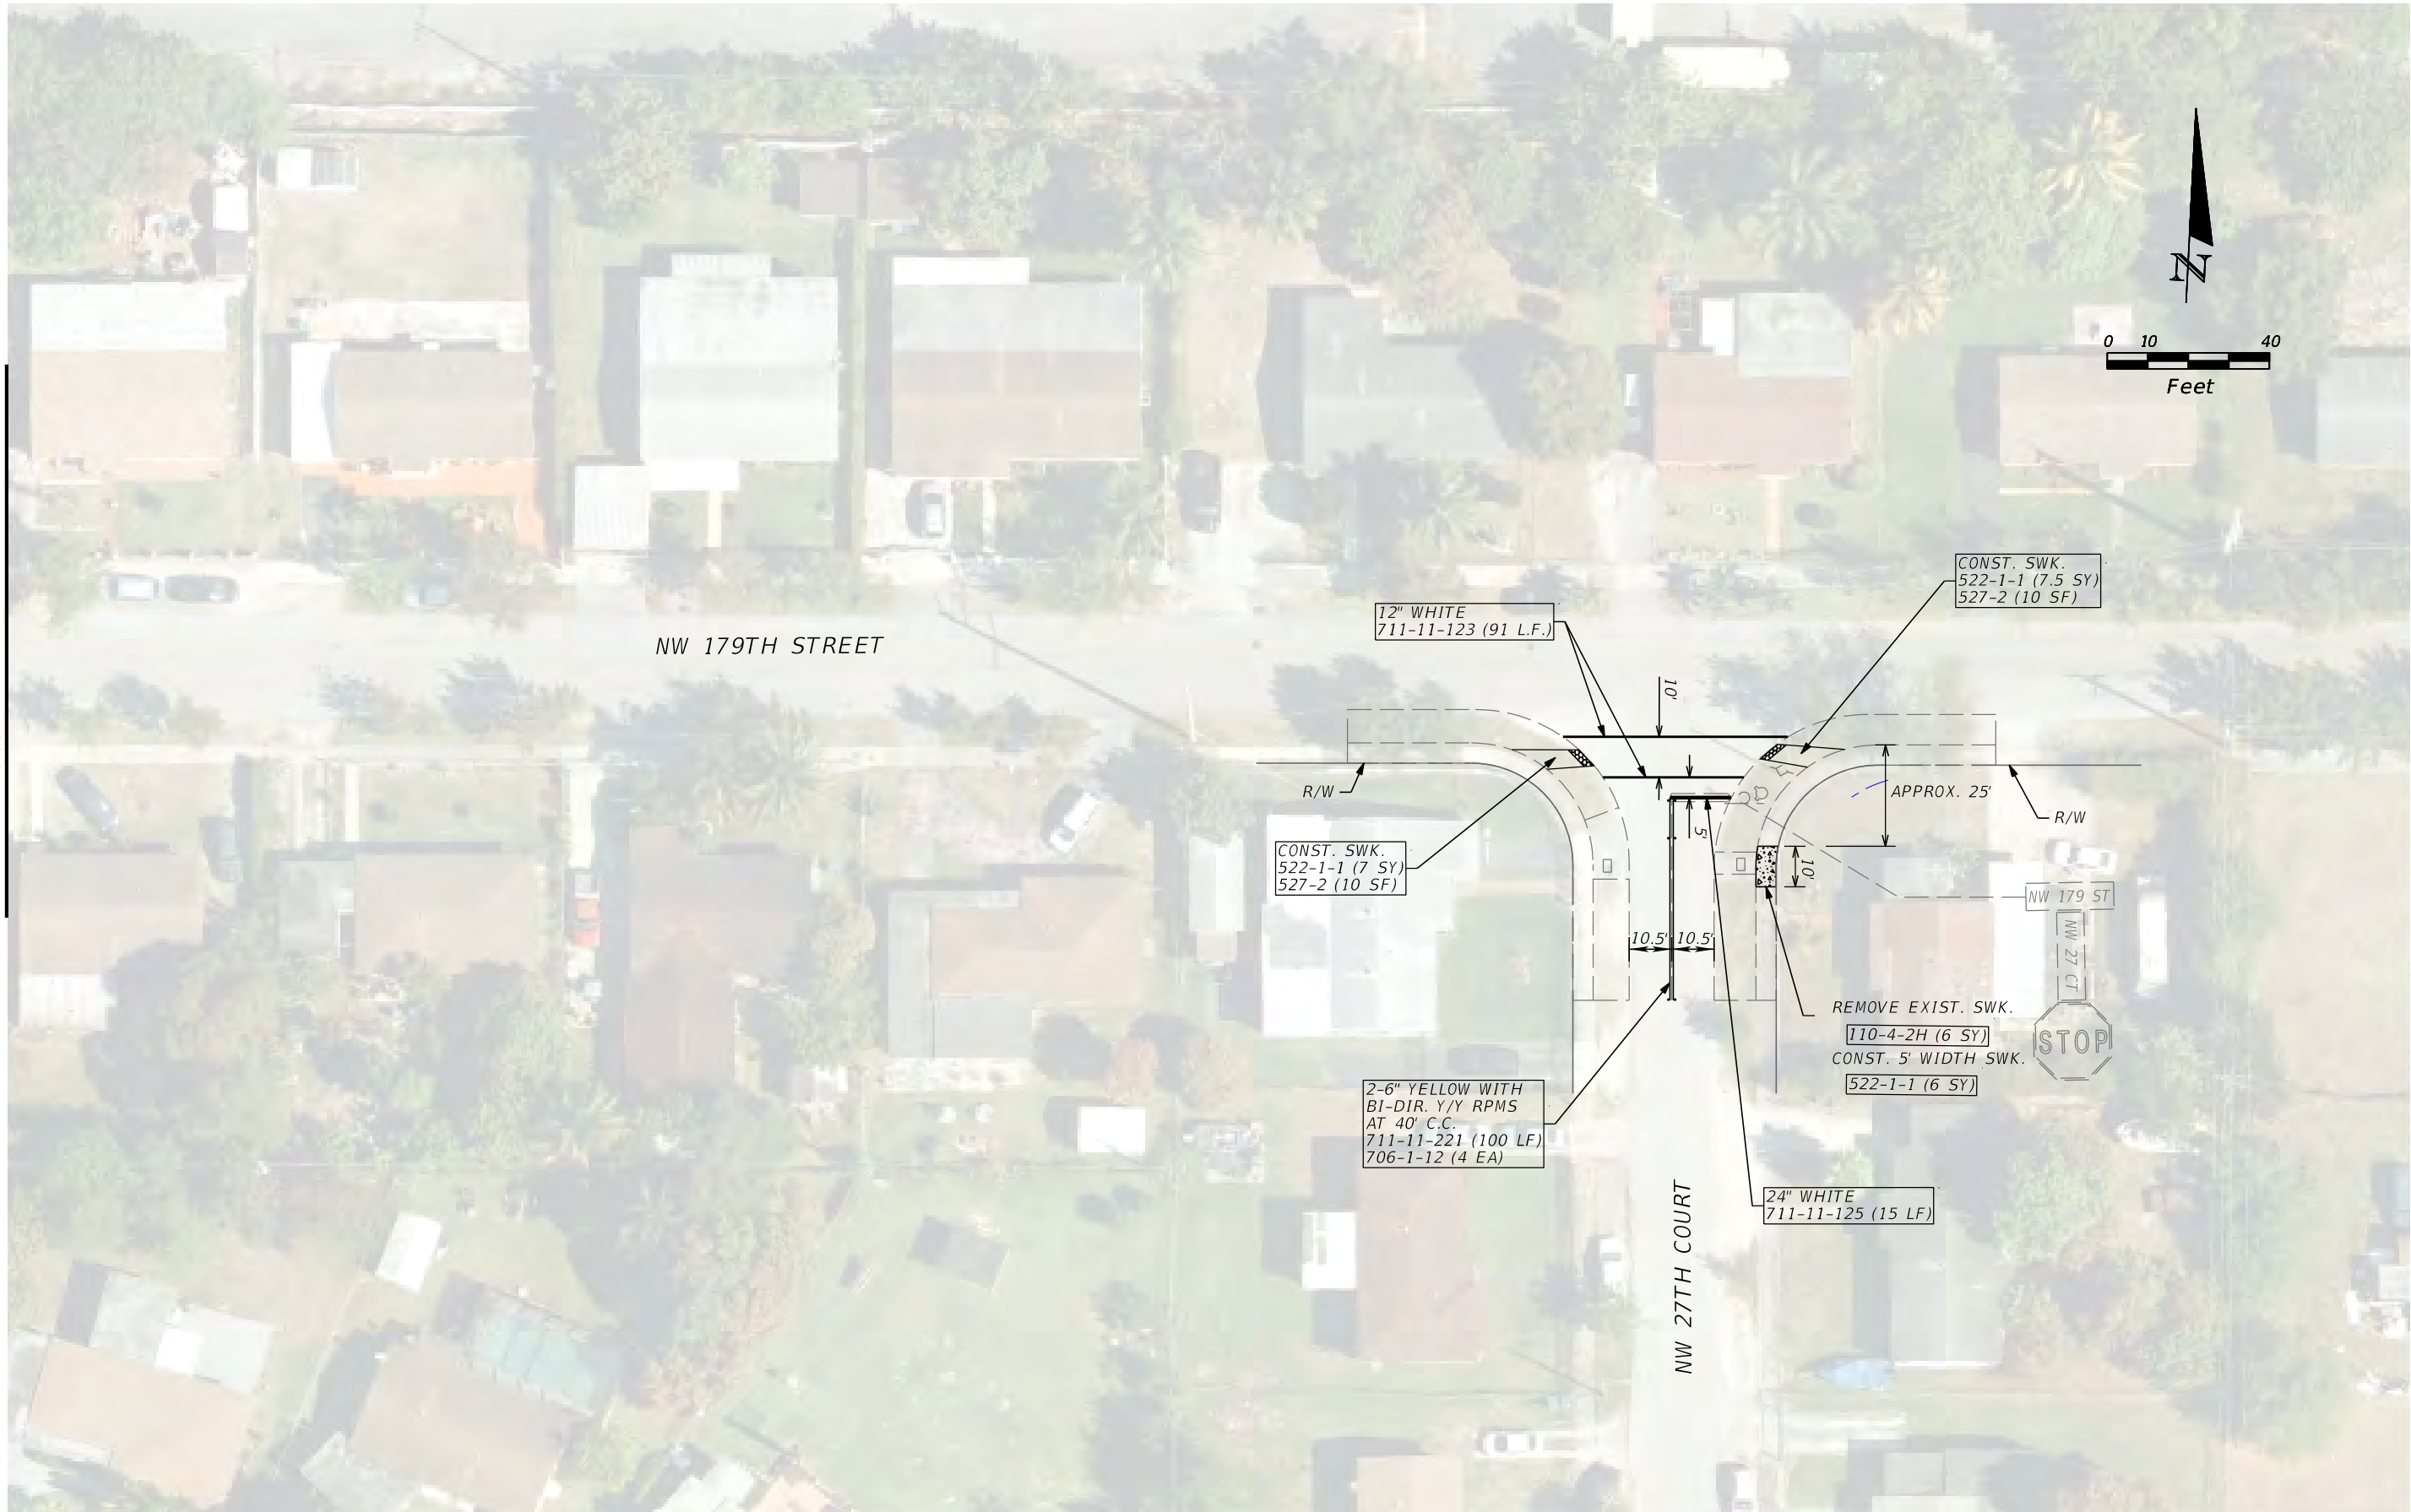 N
0 10 40
Feet
CONST. SWK.
522-1-1 (7.5 SY)
527-2 (10 SF)
12" WHITE
711-11-123 (91 L.F.)
NW 179TH STREET
10'
R/W
APPROX. 25'
R/W
5'
CONST. SWK.
522-1-1 (7 SY)
527-2 (10 SF)
10'
NW 179 ST
NW 27 CT
STOP
10.5' 10.5'
REMOVE EXIST. SWK.
110-4-2H (6 SY)
CONST. 5' WIDTH SWK.
522-1-1 (6 SY)
2-6" YELLOW WITH
BI-DIR. Y/Y RPMS
AT 40' C.C.
711-11-221 (100 LF)
706-1-12 (4 EA)
24" WHITE
711-11-125 (15 LF)
NW 27TH COURT